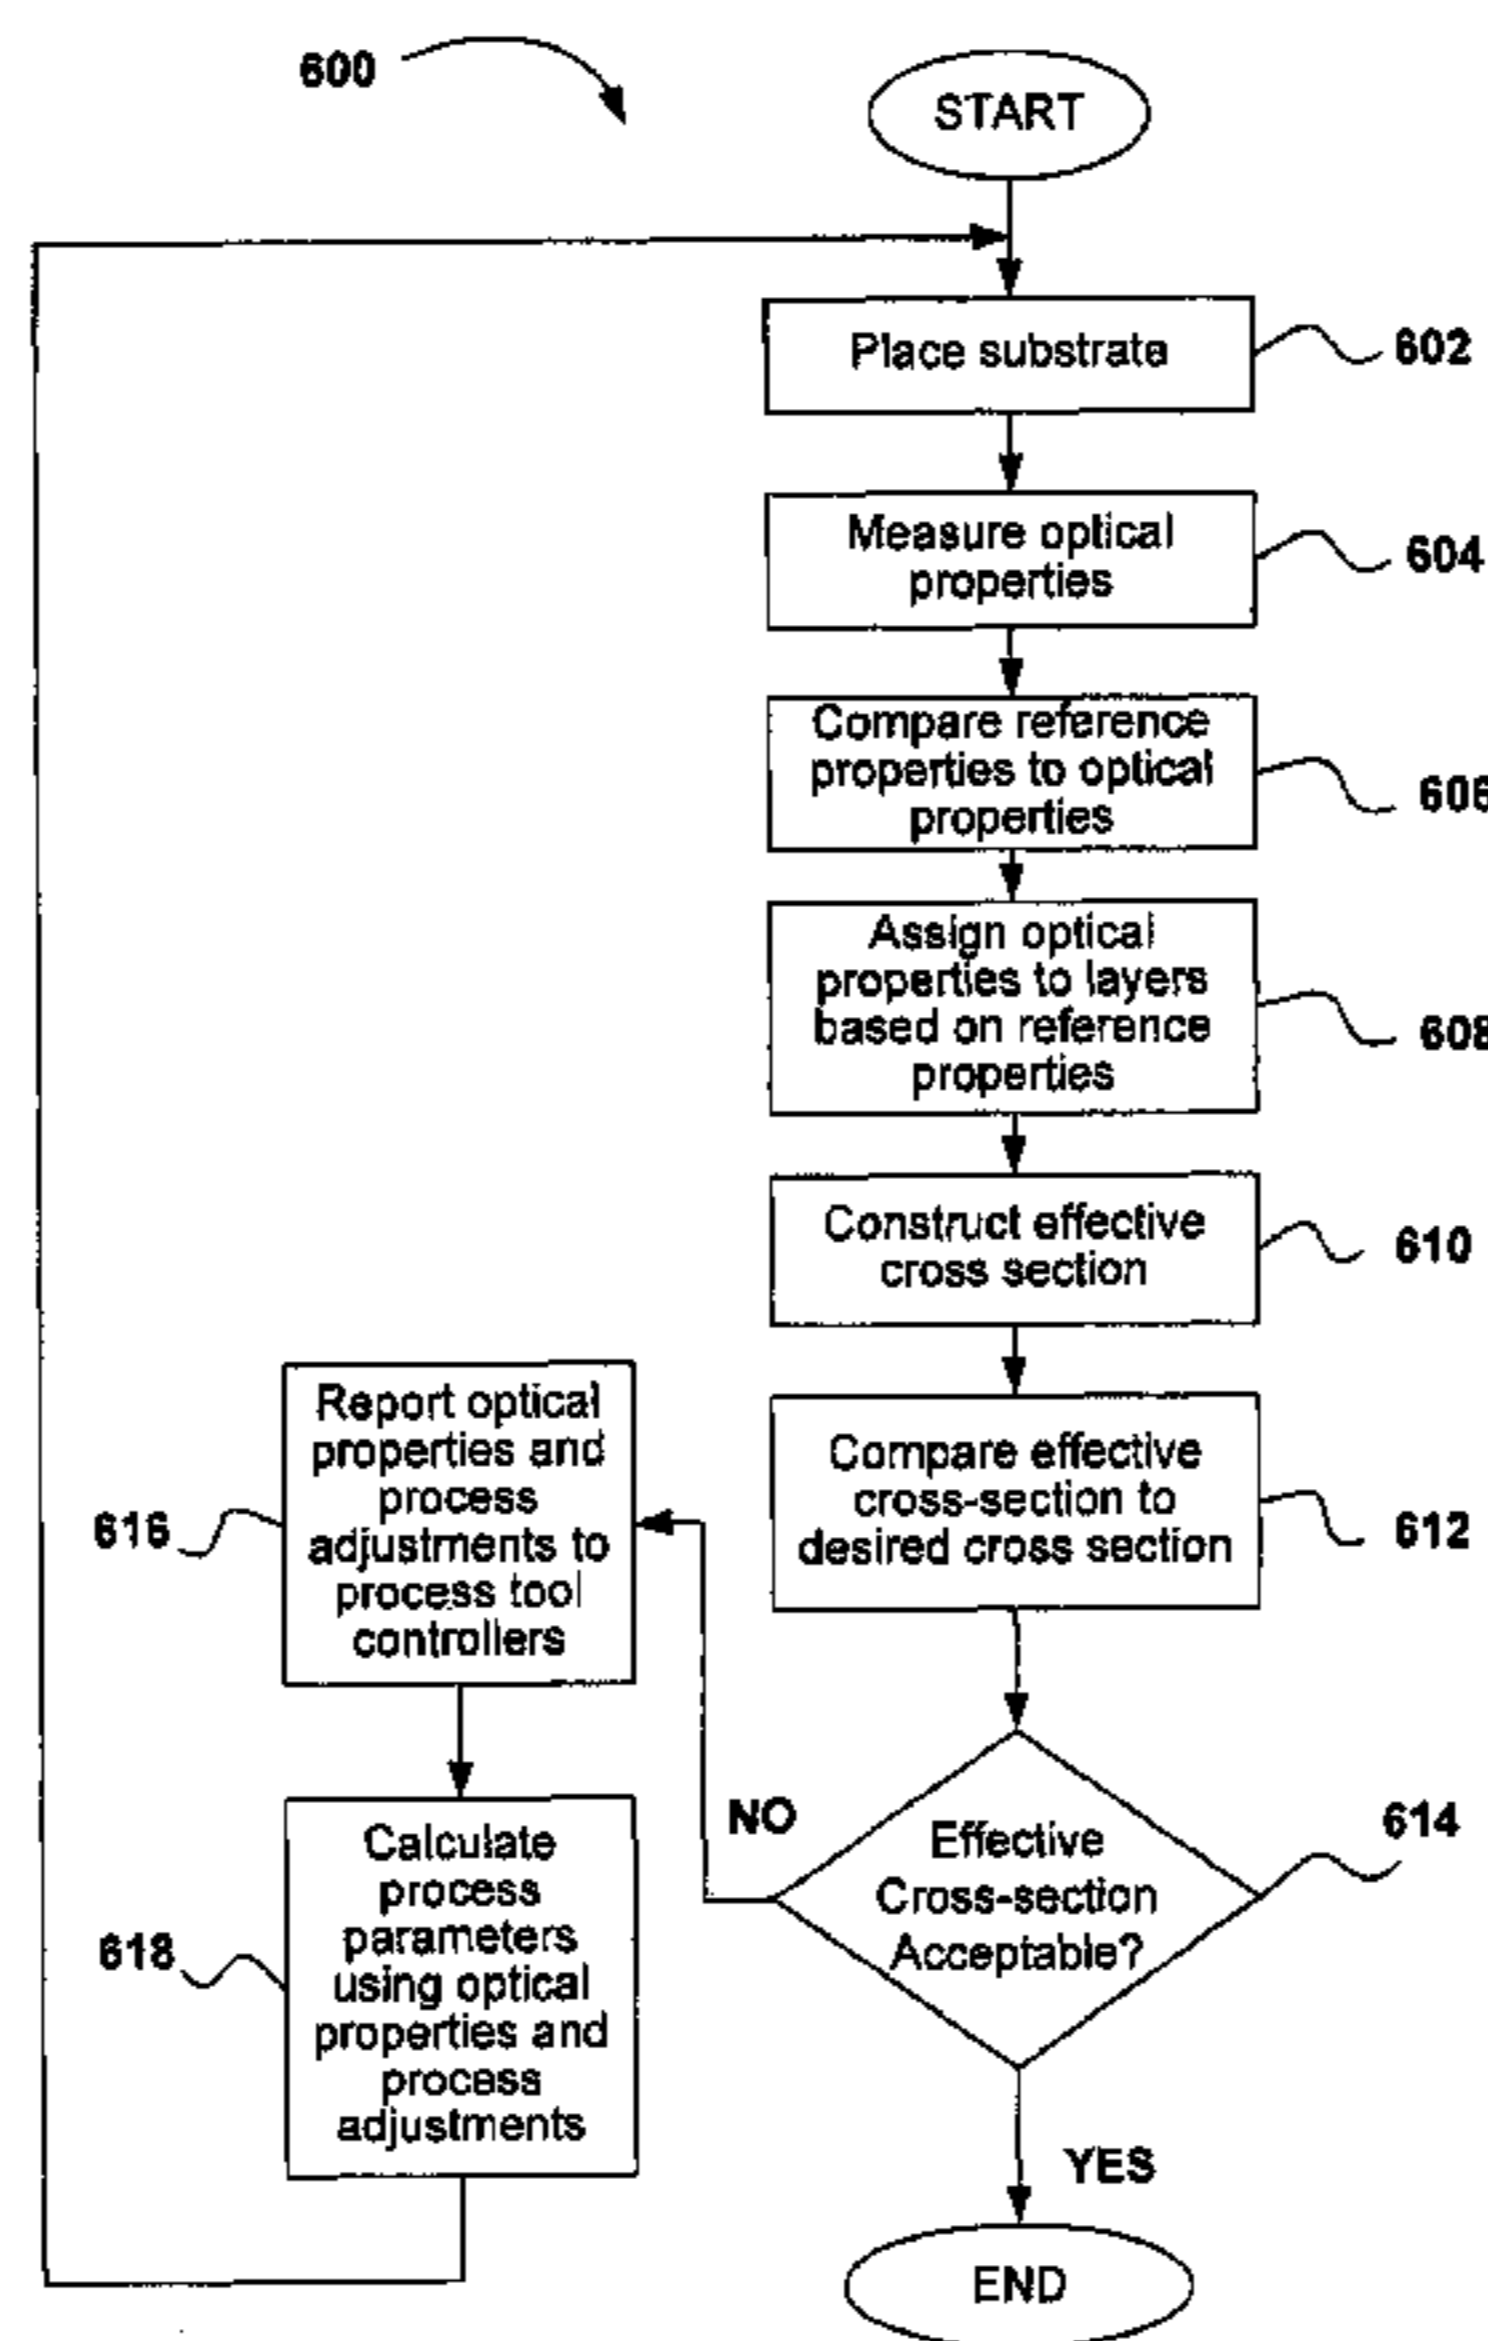 600
START
Place substrate
602
Measure optical
properties
604
Compare reference
properties to optical
properties
606
Assign optical
properties to layers
based on reference
properties
608
Construct effective
cross section
610
Compare effective
cross-section to
desired cross section
612
Effective
Cross-section
Acceptable?
614
NO
YES
Report optical
properties and
process
adjustments to
process tool
controllers
616
Calculate
process
parameters
using optical
properties and
process
adjustments
618
END